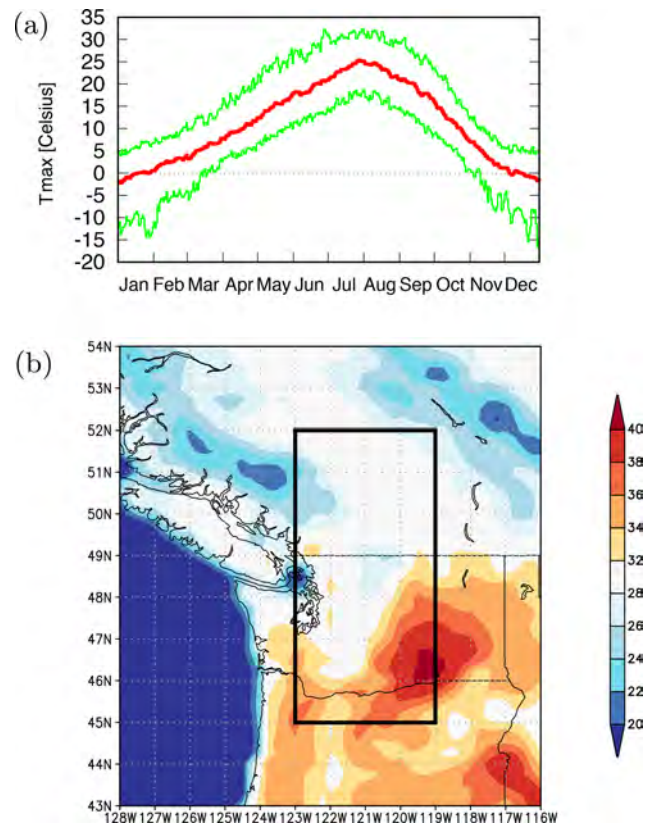 (a)
35
30
25
20
15
10
5
0
-5
-10
-15
-20
Tmax [Celsius]
Jan Feb Mar Apr May Jun Jul Aug Sep Oct Nov Dec
(b)
54N
53N
52N
51N
50N
49N
48N
47N
46N
45N
44N
43N
128W 127W 126W 125W 124W 123W 122W 121W 120W 119W 118W 117W 116W
40
38
36
34
32
30
28
26
24
22
20